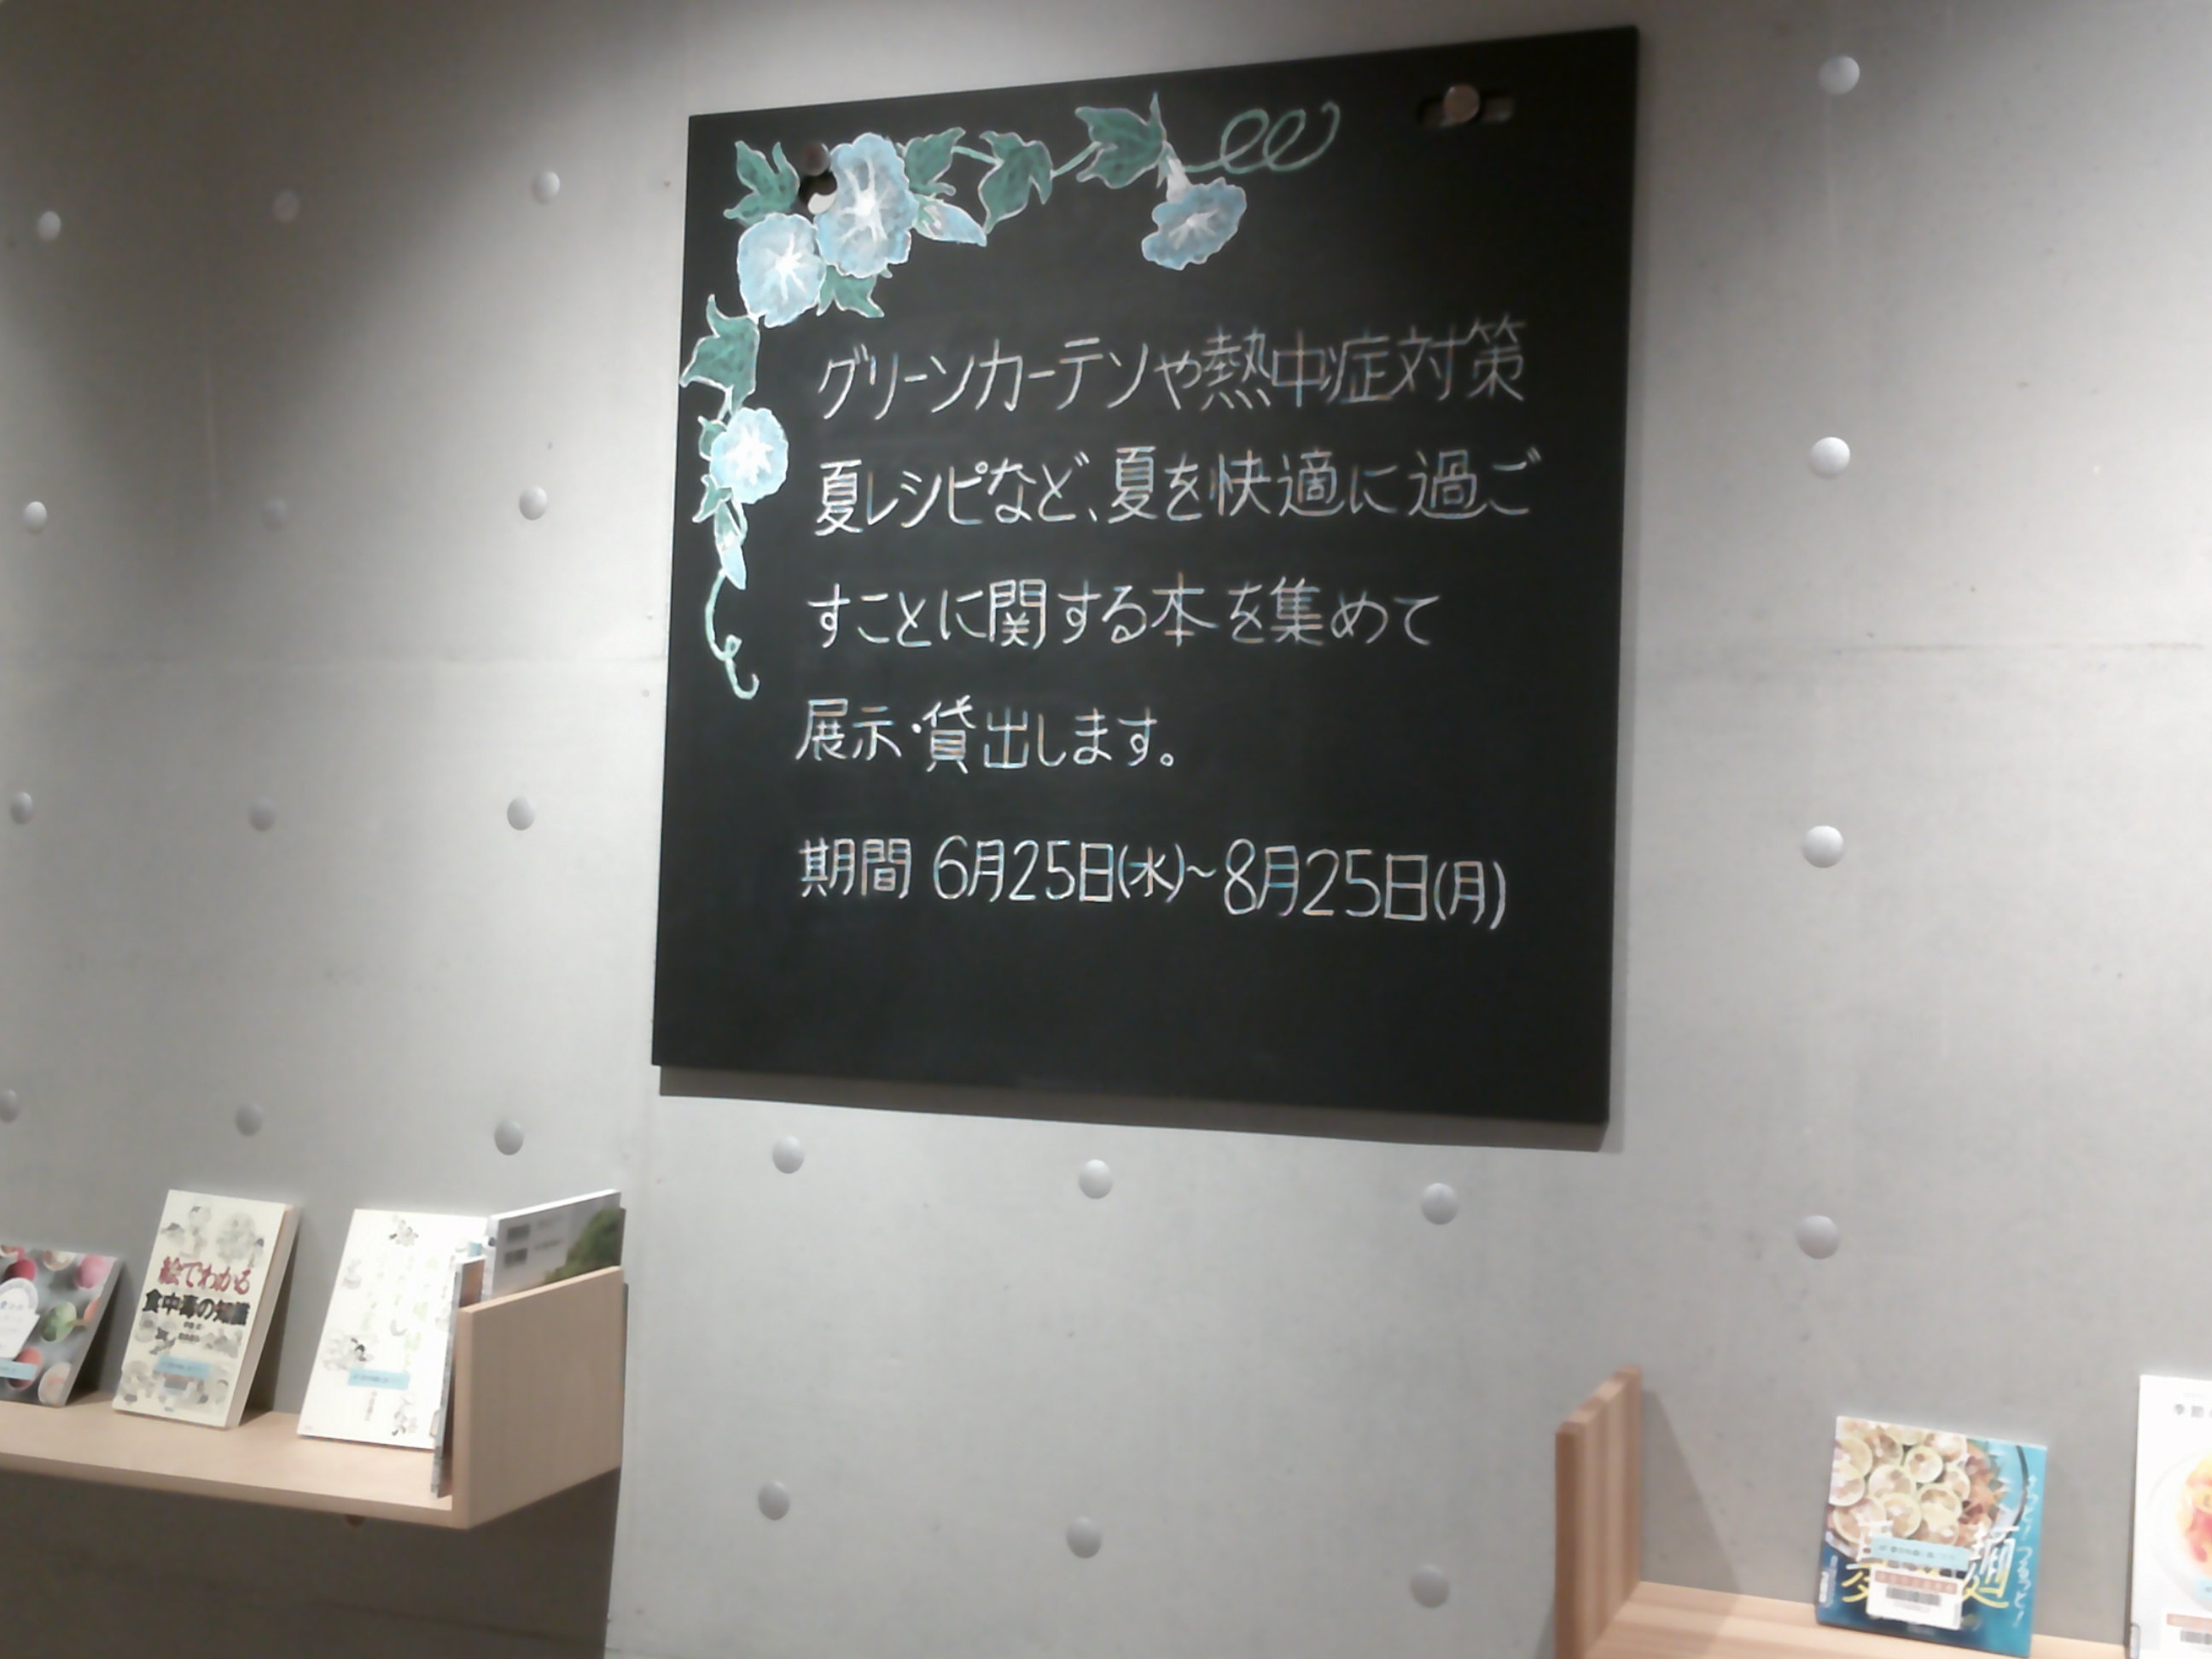 グリーンカーテンや熱中症対策
夏レシピなど、夏を快適に過ご
すことに関する本を集めて
展示・貸出します。
期間 6月25日(水)~8月25日(月)
絵でわかる
食中毒の知識